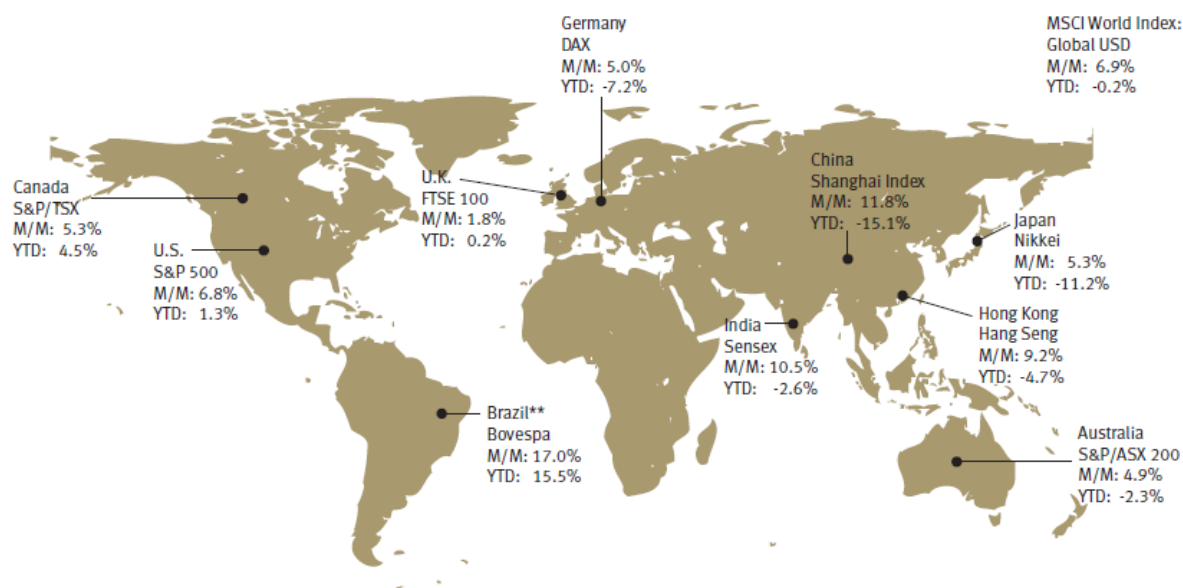 Germany
DAX
M/M: 5.0%
YTD: -7.2%
MSCI World Index:
Global USD
M/M: 6.9%
YTD: -0.2%
Canada
S&P/TSX
M/M: 5.3%
YTD: 4.5%
U.S.
S&P 500
M/M: 6.8%
YTD: 1.3%
U.K.
FTSE 100
M/M: 1.8%
YTD: 0.2%
China
Shanghai Index
M/M: 11.8%
YTD: -15.1%
Japan
Nikkei
M/M: 5.3%
YTD: -11.2%
Hong Kong
Hang Seng
M/M: 9.2%
YTD: -4.7%
India
Sensex
M/M: 10.5%
YTD: -2.6%
Brazil**
Bovespa
M/M: 17.0%
YTD: 15.5%
Australia
S&P/ASX 200
M/M: 4.9%
YTD: -2.3%